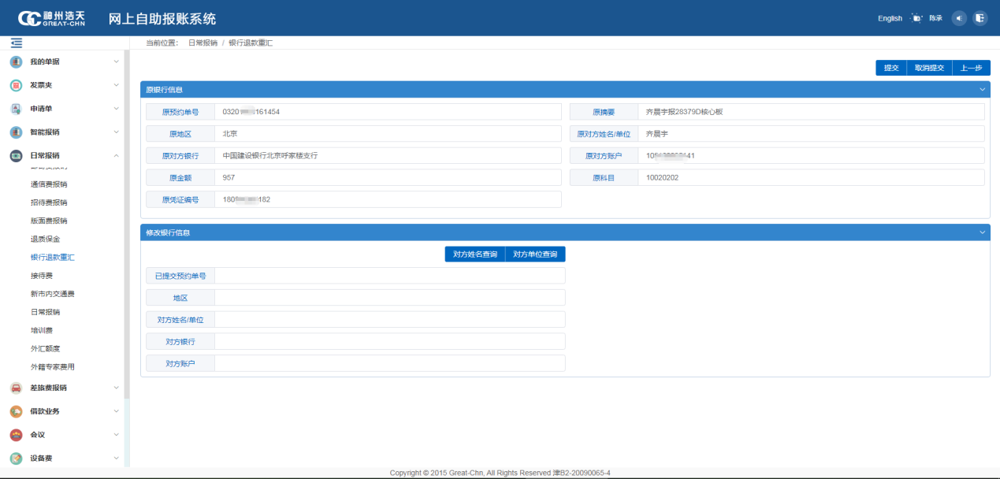 神州浩天
GREAT-CHN
网上自助报账系统
English 陈承
当前位置： 日常报销 / 银行退款重汇
我的单据
发票夹
申请单
智能报销
日常报销
通信费报销
招待费报销
版面费报销
退质保金
银行退款重汇
接待费
新市内交通费
日常报销
培训费
外汇额度
外籍专家费用
差旅费报销
借款业务
会议
设备费
提交 取消提交 上一步
原银行信息
原预约单号 0320 161454 原摘要 齐晨宇报28379D核心板
原地区 北京 原对方姓名/单位 齐晨宇
原对方银行 中国建设银行北京呼家楼支行 原对方账户 105 41
原金额 957 原科目 10020202
原凭证编号 180 182
修改银行信息
对方姓名查询 对方单位查询
已提交预约单号
地区
对方姓名/单位
对方银行
对方账户
Copyright © 2015 Great-Chn, All Rights Reserved 津B2-20090065-4